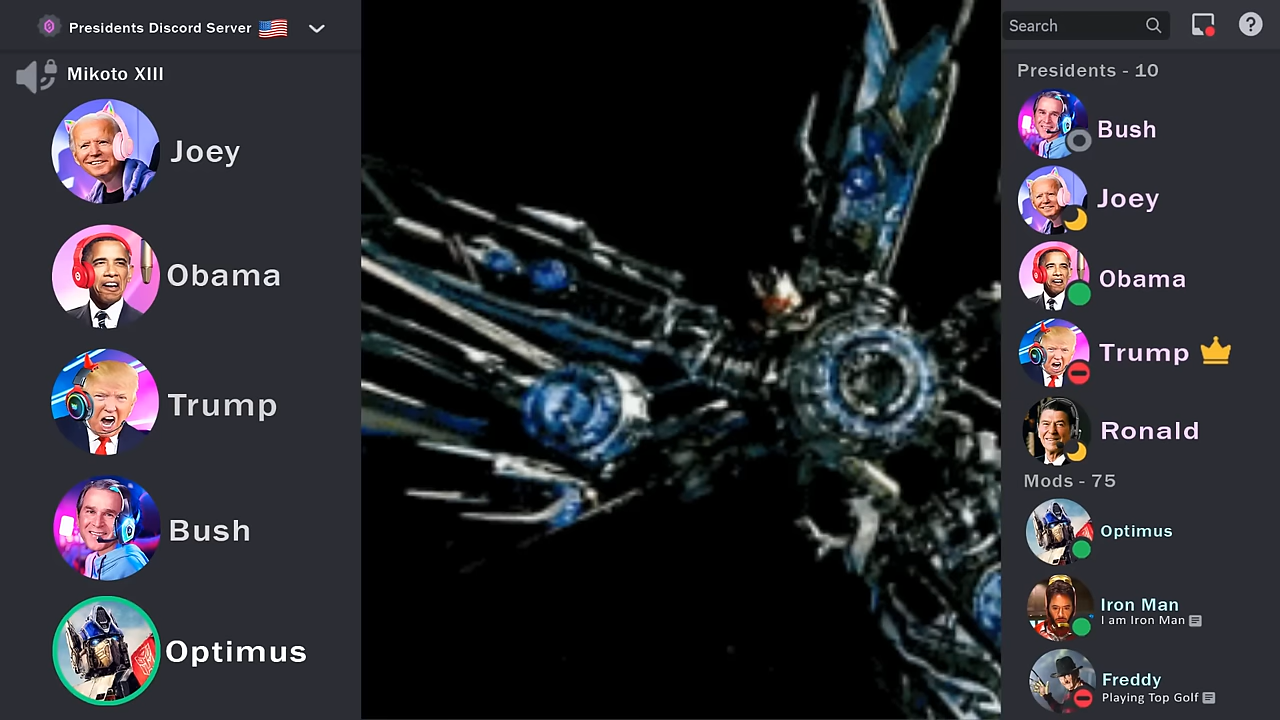 Presidents Discord Server
Mikoto XIII
Joey
Obama
Trump
Bush
Optimus
Search
Presidents - 10
Bush
Joey
Obama
Trump
Ronald
Mods - 75
Optimus
Iron Man
I am Iron Man
Freddy
Playing Top Golf